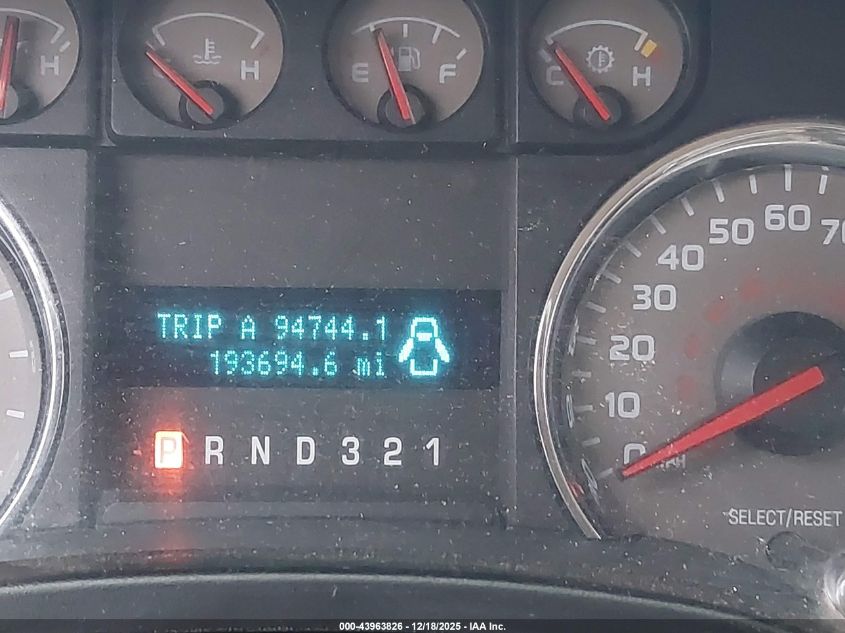 H
C
H
E
F
C
H
TRIP A 94744.1
193694.6 mi
P R N D 3 2 1
0
10
20
30
40
50
60
SELECT/RESET
000-43963826 - 12/18/2025 - IAA Inc.